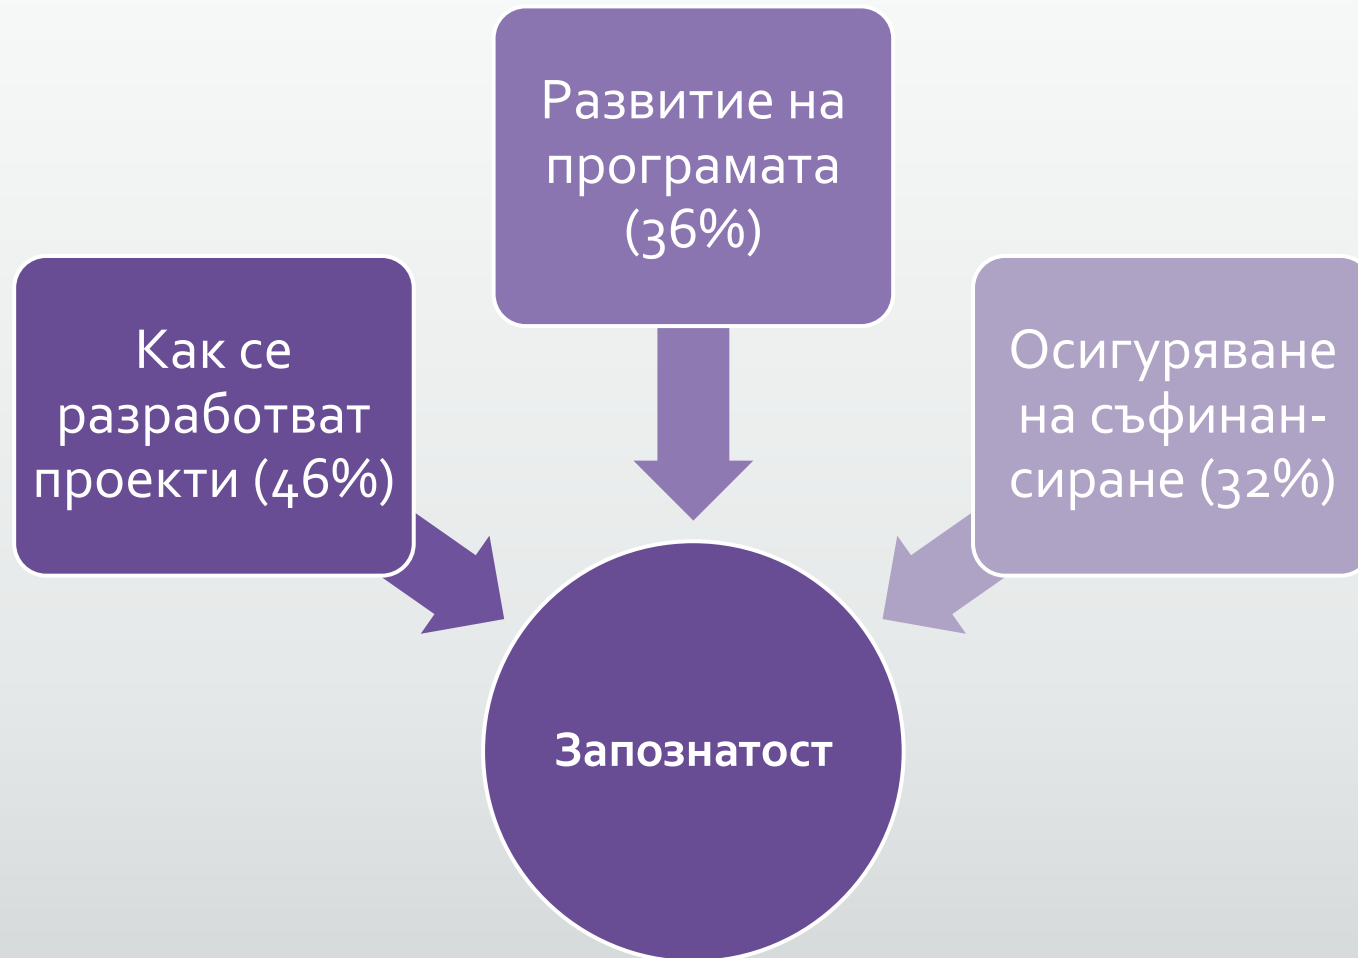 Развитие на
програмата
(36%)
Как се
разработват
проекти (46%)
Осигуряване
на съфинан-
сиране (32%)
Запознатост